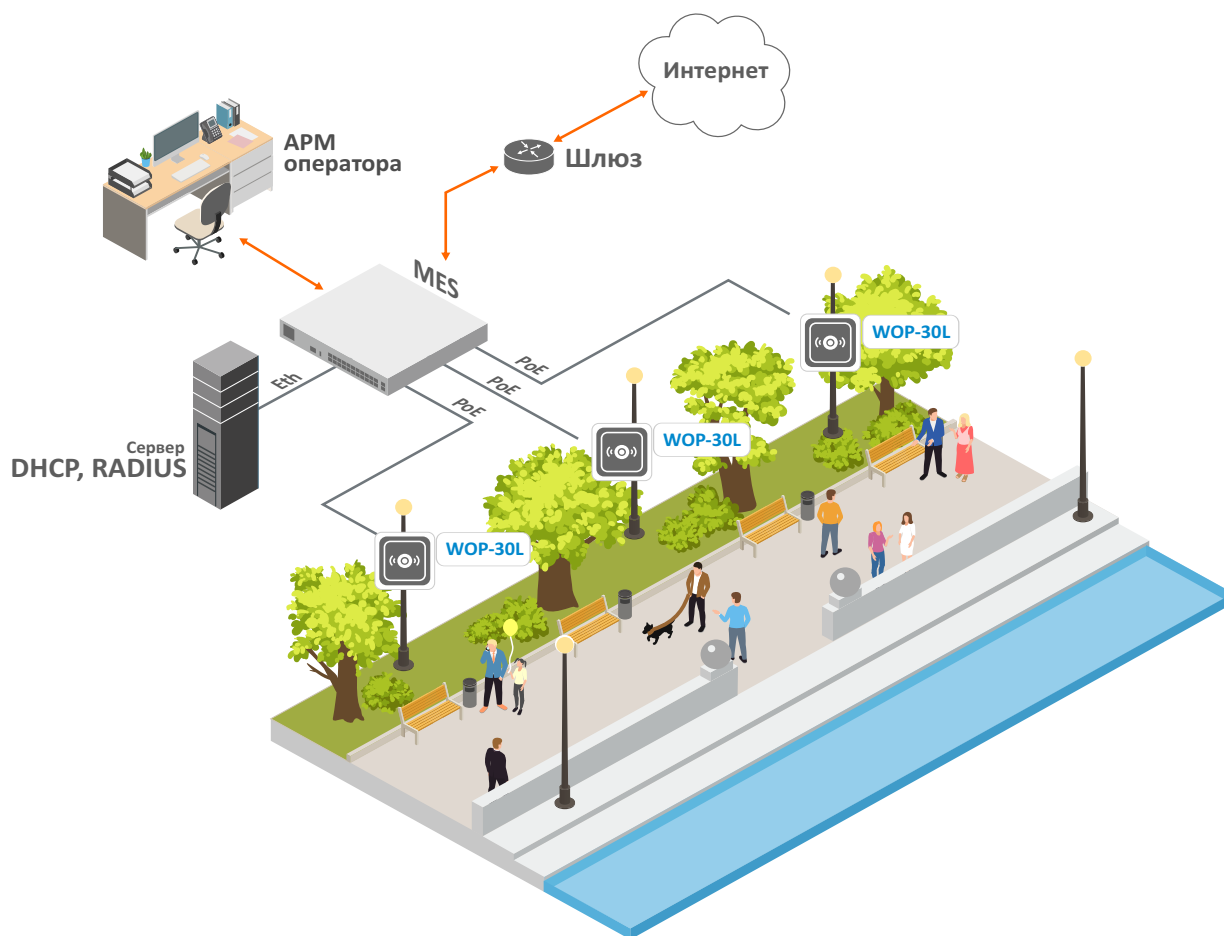 Интернет
АРМ
оператора
Шлюз
MES
PoE
PoE
PoE
Eth
Сервер
DHCP, RADIUS
WOP-30L
WOP-30L
WOP-30L